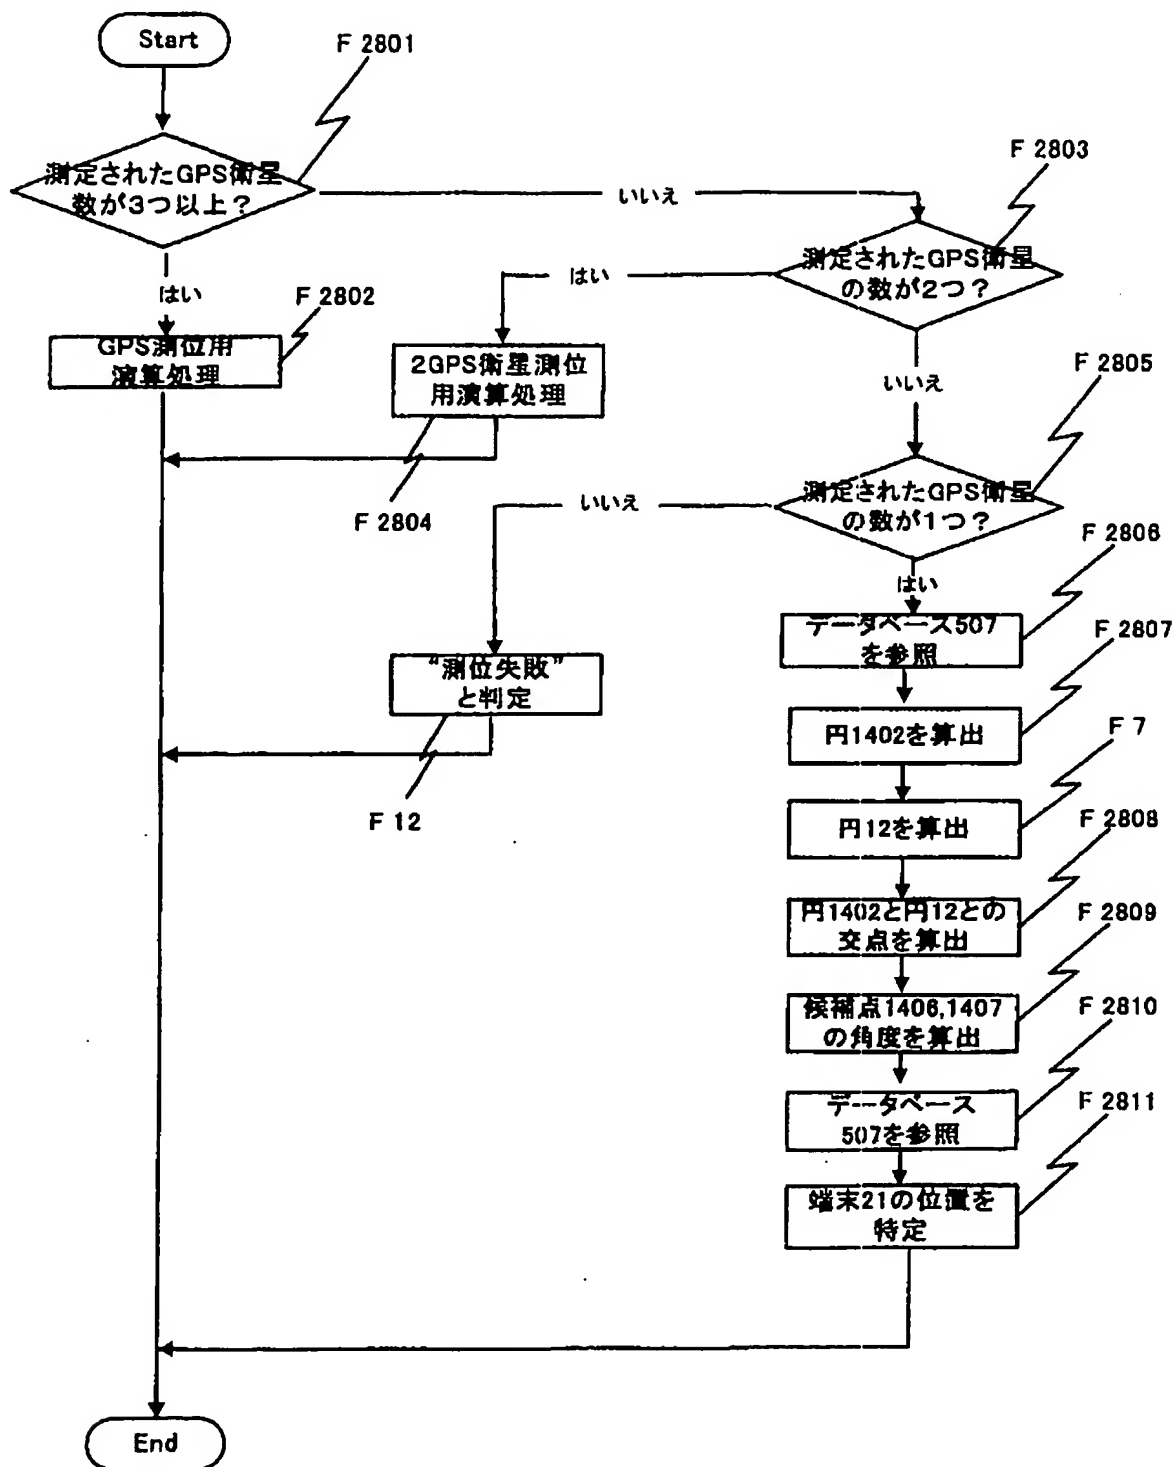 Start
F 2801
測定されたGPS衛星
数が3つ以上？
いいえ
F 2803
測定されたGPS衛星
の数が2つ？
はい
はい
F 2802
GPS測位用
演算処理
2GPS衛星測位
用演算処理
F 2804
いいえ
F 2805
測定されたGPS衛星
の数が1つ？
いいえ
はい
F 2806
データベース507
を参照
"測位失敗"
と判定
F 12
F 2807
円1402を算出
F 7
円12を算出
F 2808
円1402と円12との
交点を算出
F 2809
候補点1406,1407
の角度を算出
F 2810
データベース
507を参照
F 2811
端末21の位置を
特定
End